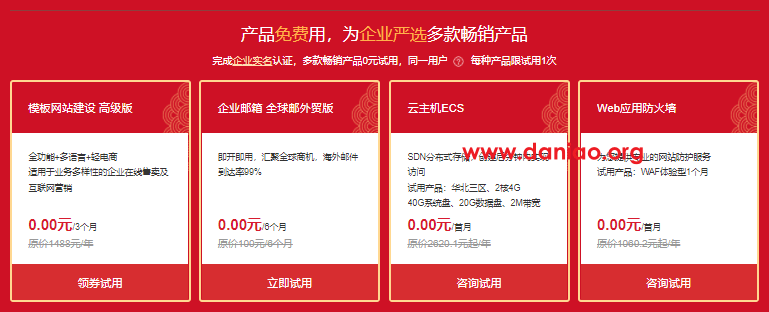 产品免费用，为企业严选多款畅销产品
完成企业实名认证，多款畅销产品0元试用，同一用户 ? 每种产品限试用1次
模板网站建设 高级版
全功能+多语言+轻电商
适用于业务多样性的企业在线售卖及
互联网营销
0.00元/3个月
原价1488元/年
领券试用
企业邮箱 全球邮外贸版
即开即用，汇聚全球商机，海外邮件
到达率99%
0.00元/6个月
原价100元/6个月
立即试用
云主机ECS
SDN分布式存储，
访问
试用产品：华北三区、2核4G
40G系统盘、20G数据盘、2M带宽
0.00元/首月
原价2620.1元起/年
咨询试用
Web应用防火墙
的网站防护服务
试用产品：WAF体验型1个月
0.00元/首月
原价1060.2元起/年
咨询试用
www.daniao.org